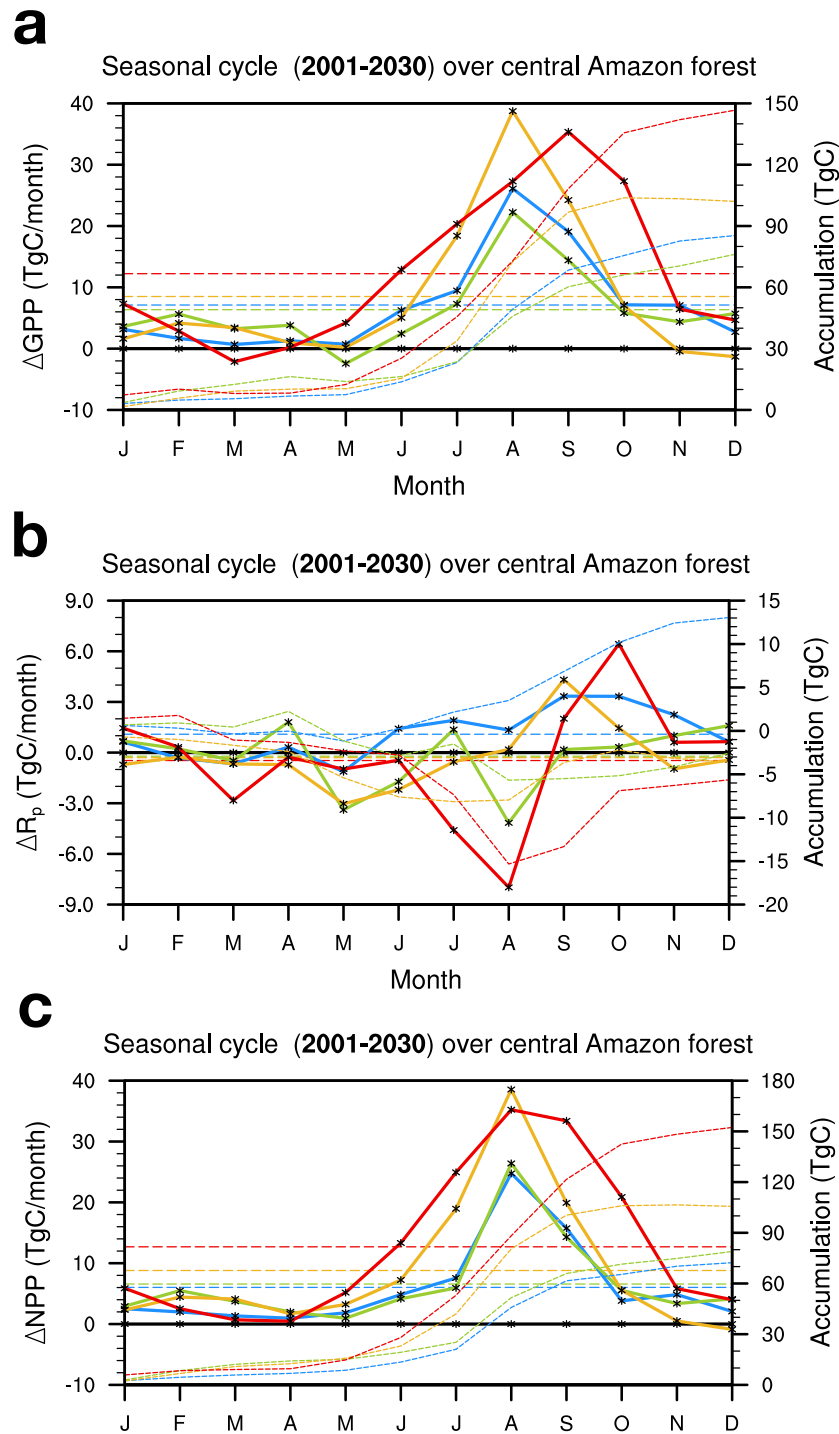 a
Seasonal cycle (2001-2030) over central Amazon forest
ΔGPP (TgC/month)
40
30
20
10
0
-10
150
120
90
60
30
0
Accumulation (TgC)
J F M A M J J A S O N D
Month
b
Seasonal cycle (2001-2030) over central Amazon forest
ΔRp (TgC/month)
9.0
6.0
3.0
0.0
-3.0
-6.0
-9.0
15
10
5
0
-5
-10
-15
-20
Accumulation (TgC)
J F M A M J J A S O N D
Month
c
Seasonal cycle (2001-2030) over central Amazon forest
ΔNPP (TgC/month)
40
30
20
10
0
-10
180
150
120
90
60
30
0
Accumulation (TgC)
J F M A M J J A S O N D